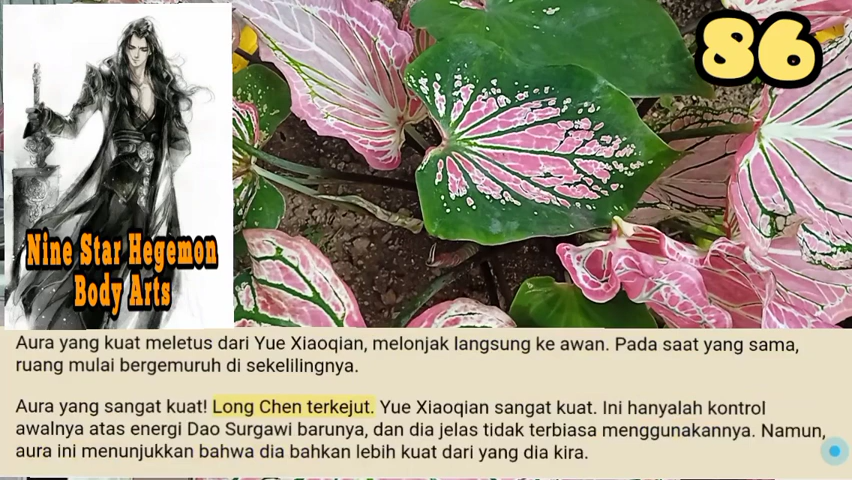 86
Nine Star Hegemon
Body Arts
Aura yang kuat meletus dari Yue Xiaoqian, melonjak langsung ke awan. Pada saat yang sama,
ruang mulai bergemuruh di sekelilingnya.
Aura yang sangat kuat! Long Chen terkejut. Yue Xiaoqian sangat kuat. Ini hanyalah kontrol
awalnya atas energi Dao Surgawi barunya, dan dia jelas tidak terbiasa menggunakannya. Namun,
aura ini menunjukkan bahwa dia bahkan lebih kuat dari yang dia kira.